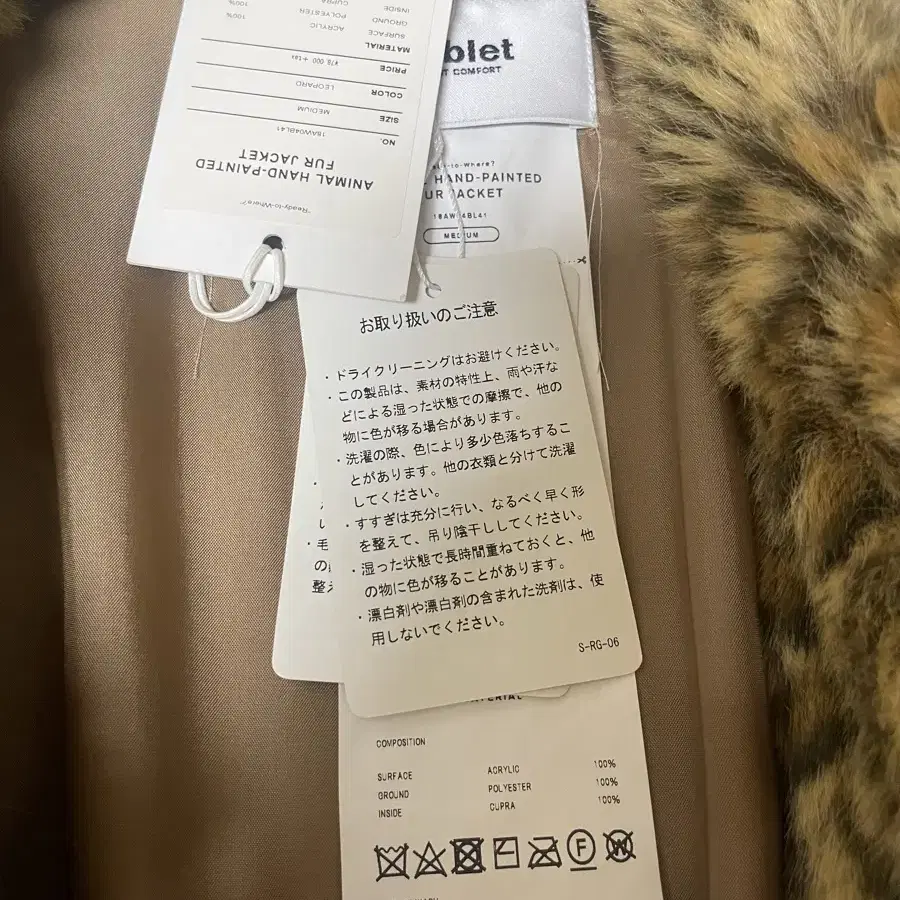 INSIDE CUPRA
GROUND POLYESTER
SURFACE ACRYLIC 100%
MATERIAL
PRICE ¥78,000 + tax
COLOR LEOPARD
SIZE MEDIUM
NO. 18AW04BL41
ANIMAL HAND-PAINTED
FUR JACKET
"Ready-to-Where?"
blet
COMFORT
-to-Where?
HAND-PAINTED
UR JACKET
18AW 4BL41
MEDIUM
お取り扱いのご注意
・ドライクリーニングはお避けください。
・この製品は、素材の特性上、雨や汗な
どによる湿った状態での摩擦で、他の
物に色が移る場合があります。
・洗濯の際、色により多少色落ちするこ
とがあります。他の衣類と分けて洗濯
してください。
・すすぎは充分に行い、なるべく早く形
を整えて、吊り陰干ししてください。
・湿った状態で長時間重ねておくと、他
の物に色が移ることがあります。
・漂白剤や漂白剤の含まれた洗剤は、使
用しないでください。
S-RG-06
し
・毛
の
整え
COMPOSITION
SURFACE ACRYLIC 100%
GROUND POLYESTER 100%
INSIDE CUPRA 100%
F
W